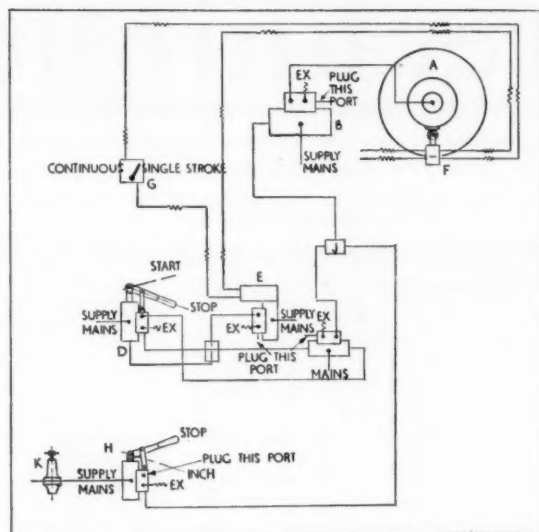 A
EX
PLUG
THIS
PORT
B
SUPPLY
MAINS
F
CONTINUOUS
SINGLE STROKE
G
J
START
E
STOP
SUPPLY
MAINS
EX
D
EX
SUPPLY
MAINS
EX
PLUG THIS
PORT
MAINS
H
STOP
K
PLUG THIS PORT
SUPPLY
MAINS
INCH
EX